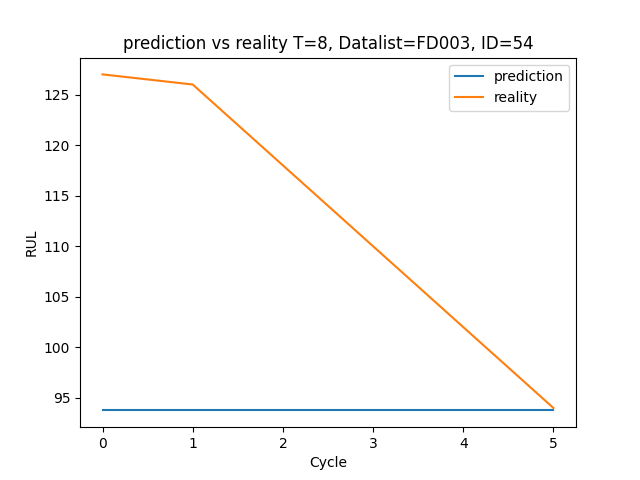 prediction vs reality T=8, Datalist=FD003, ID=54
prediction
reality
125
120
115
110
105
100
95
RUL
0 1 2 3 4 5
Cycle